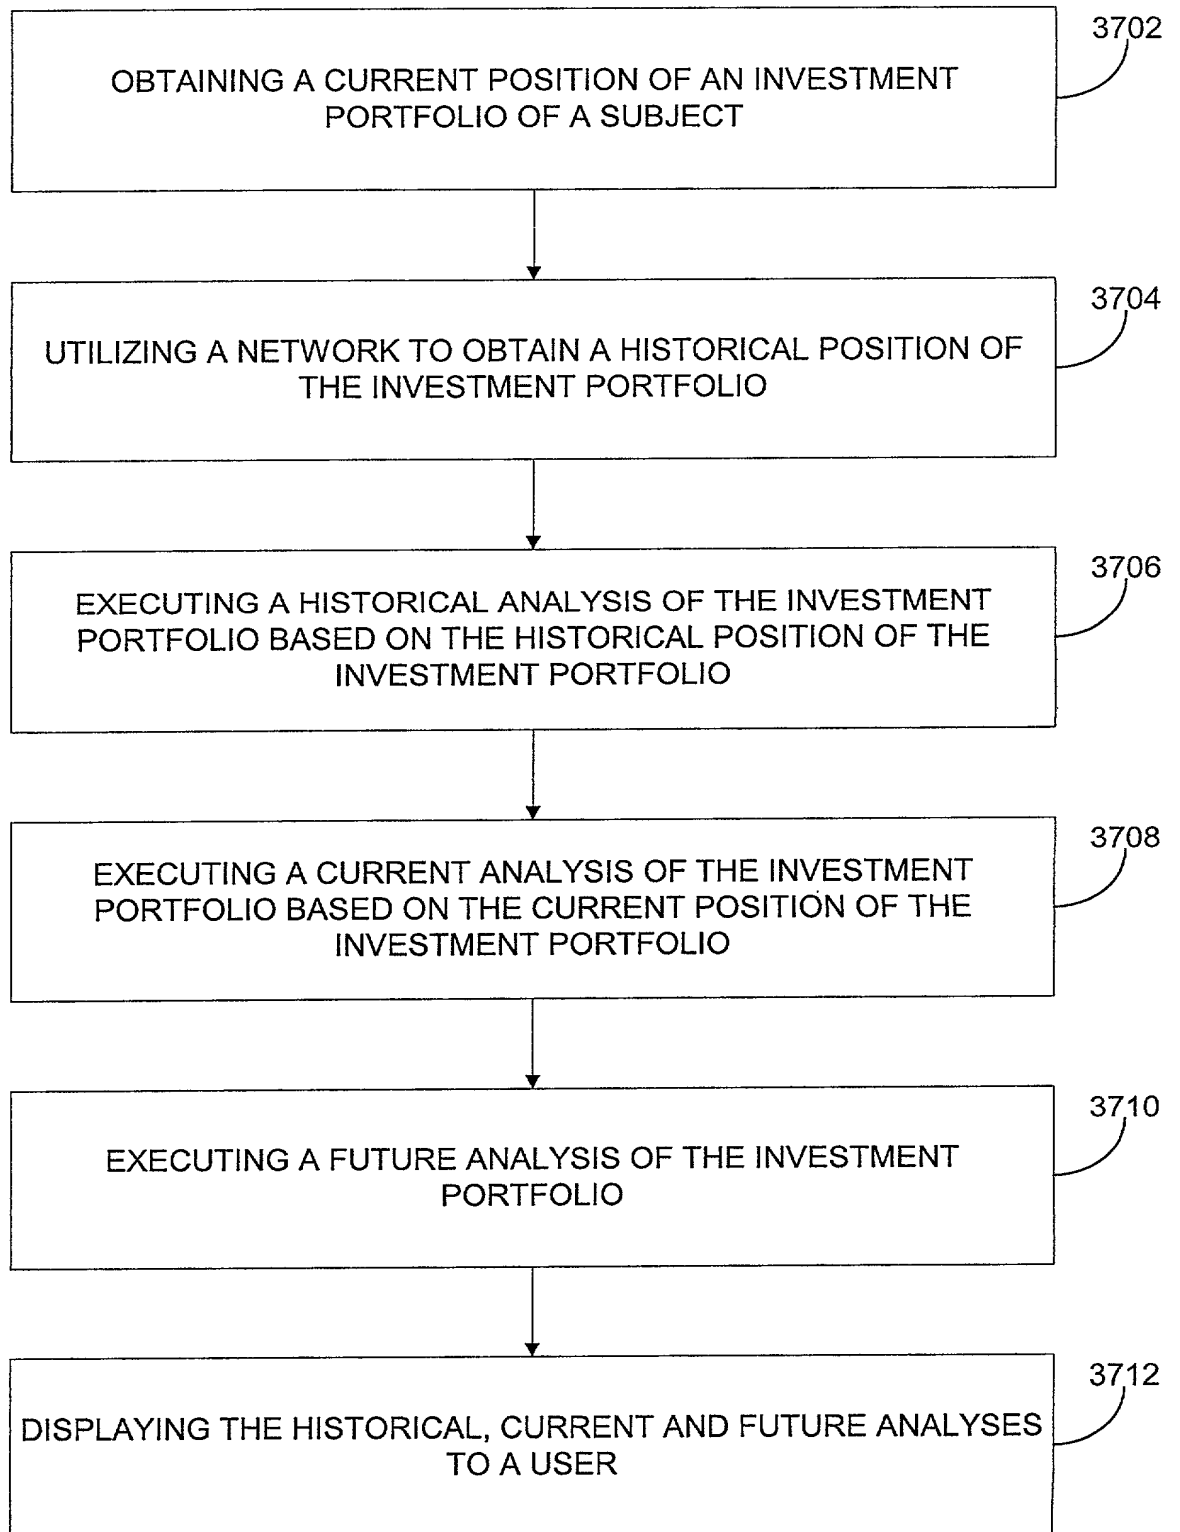 3702
OBTAINING A CURRENT POSITION OF AN INVESTMENT
PORTFOLIO OF A SUBJECT
3704
UTILIZING A NETWORK TO OBTAIN A HISTORICAL POSITION OF
THE INVESTMENT PORTFOLIO
3706
EXECUTING A HISTORICAL ANALYSIS OF THE INVESTMENT
PORTFOLIO BASED ON THE HISTORICAL POSITION OF THE
INVESTMENT PORTFOLIO
3708
EXECUTING A CURRENT ANALYSIS OF THE INVESTMENT
PORTFOLIO BASED ON THE CURRENT POSITION OF THE
INVESTMENT PORTFOLIO
3710
EXECUTING A FUTURE ANALYSIS OF THE INVESTMENT
PORTFOLIO
3712
DISPLAYING THE HISTORICAL, CURRENT AND FUTURE ANALYSES
TO A USER